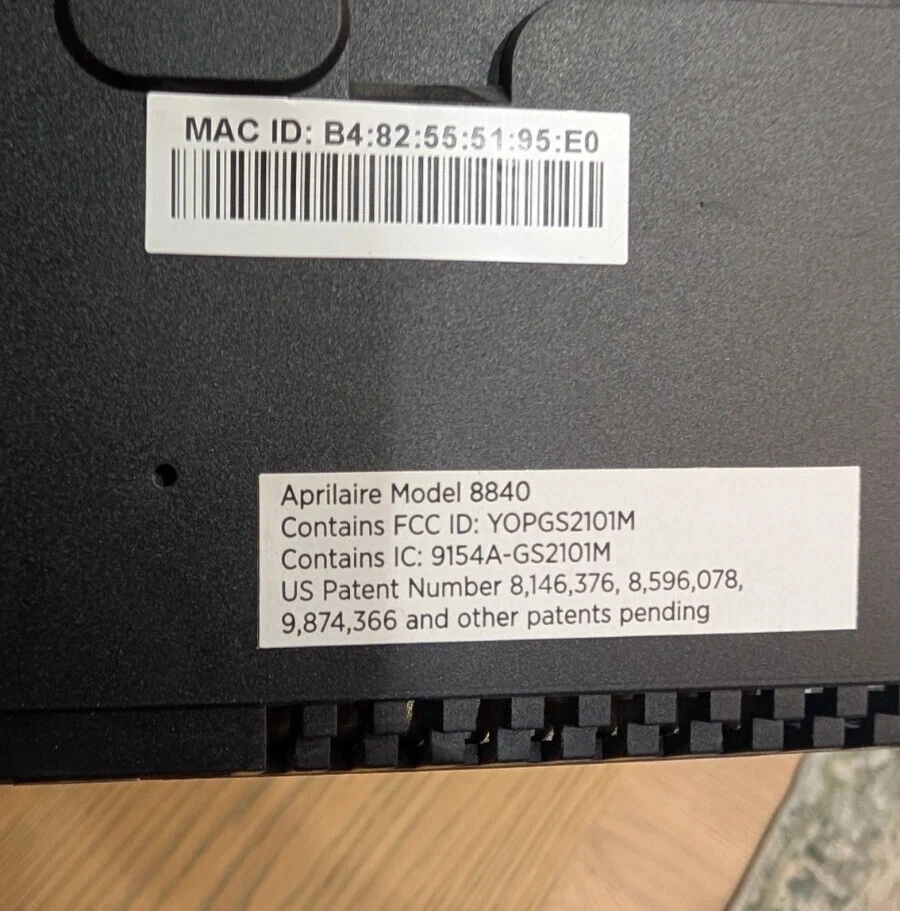 MAC ID: B4:82:55:51:95:E0
Aprilaire Model 8840
Contains FCC ID: YOPGS2101M
Contains IC: 9154A-GS2101M
US Patent Number 8,146,376, 8,596,078,
9,874,366 and other patents pending